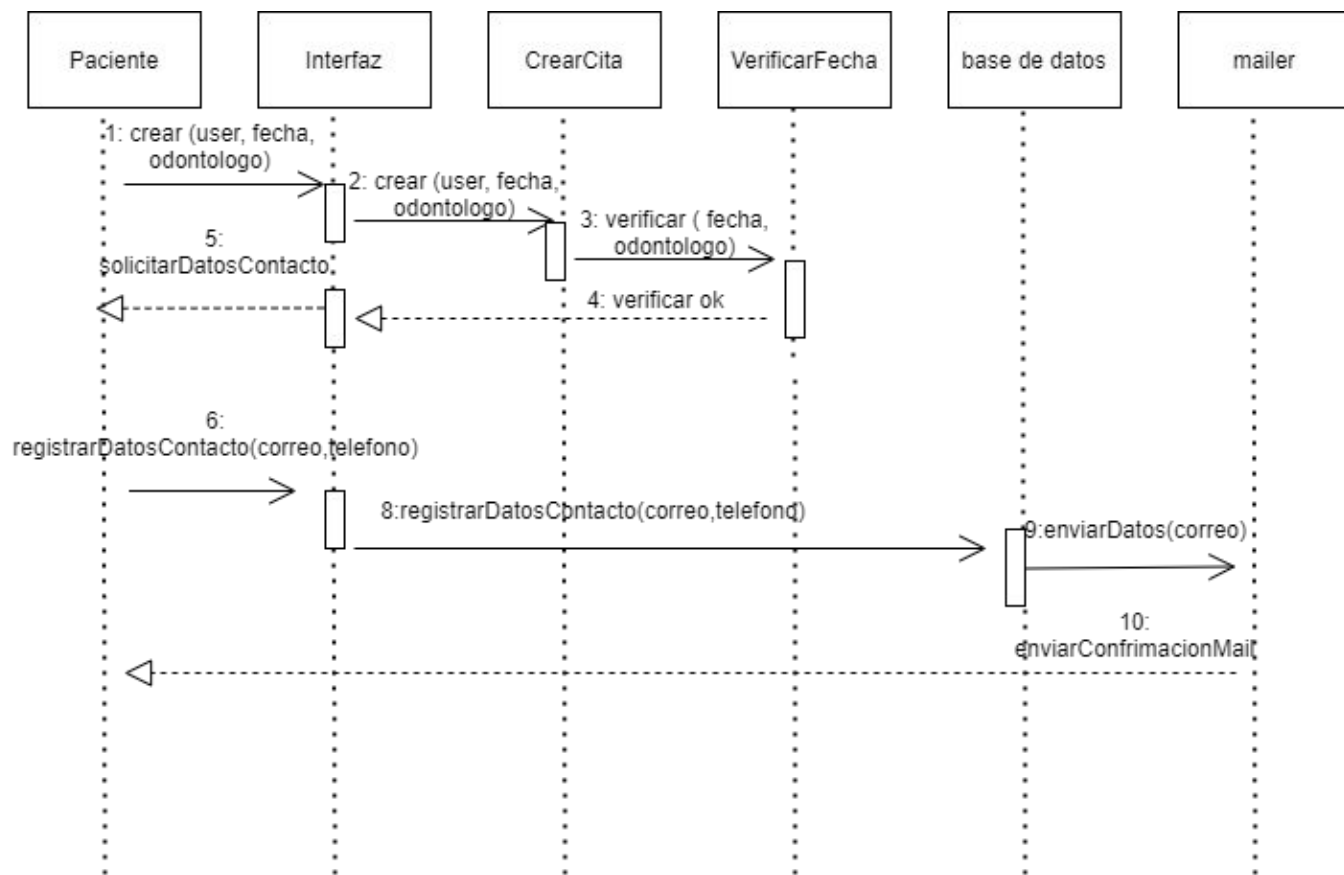 Paciente
Interfaz
CrearCita
VerificarFecha
base de datos
mailer
1: crear (user, fecha,
odontologo)
2: crear (user, fecha,
odontologo)
3: verificar ( fecha,
odontologo)
5:
solicitarDatosContacto
4: verificar ok
6:
registrarDatosContacto(correo,telefono)
8:registrarDatosContacto(correo,telefono)
9:enviarDatos(correo)
10:
enviarConfrimacionMail